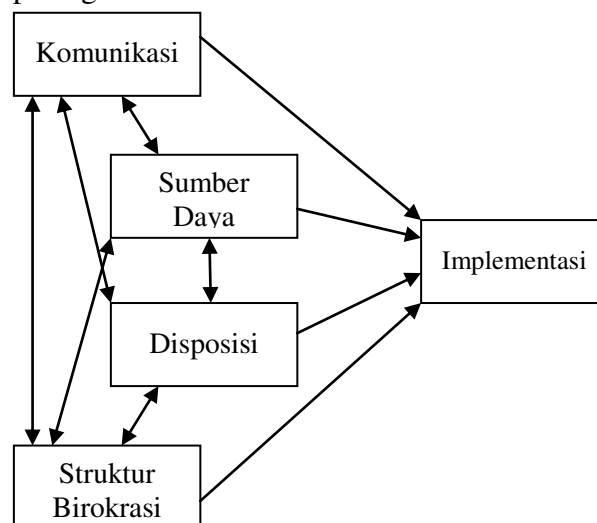 Komunikasi
Sumber
Daya
Implementasi
Disposisi
Struktur
Birokrasi